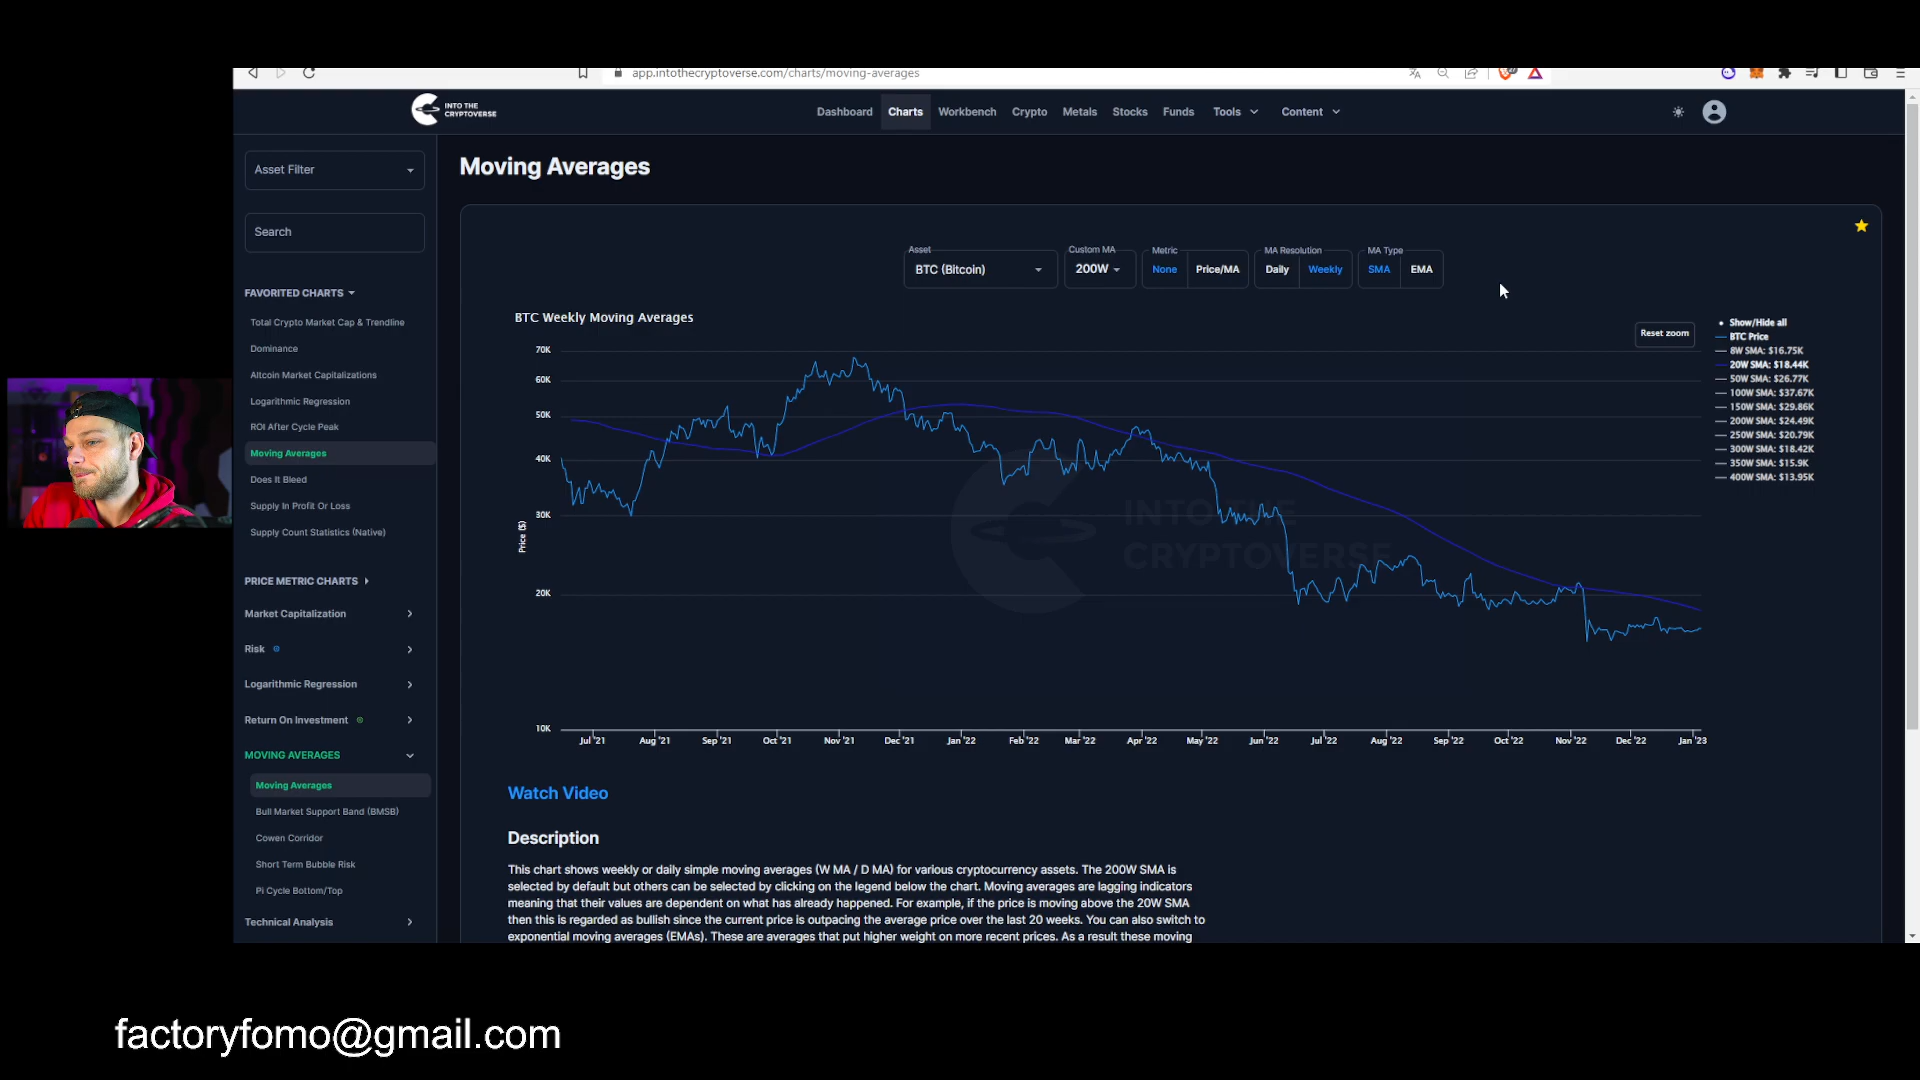 app.intothecryptoverse.com/charts/moving-averages
INTO THE
CRYPTOVERSE
Dashboard
Charts
Workbench
Crypto
Metals
Stocks
Funds
Tools
Content
Asset Filter
Search
FAVORITED CHARTS
Total Crypto Market Cap & Trendline
Dominance
Altcoin Market Capitalizations
Logarithmic Regression
ROI After Cycle Peak
Moving Averages
Does It Bleed
Supply In Profit Or Loss
Supply Count Statistics (Native)
PRICE METRIC CHARTS
Market Capitalization
Risk
Logarithmic Regression
Return On Investment
MOVING AVERAGES
Moving Averages
Bull Market Support Band (BMSB)
Cowen Corridor
Short Term Bubble Risk
Pi Cycle Bottom/Top
Technical Analysis
Moving Averages
Asset
BTC (Bitcoin)
Custom MA
200W
Metric
None
Price/MA
MA Resolution
Daily
Weekly
MA Type
SMA
EMA
BTC Weekly Moving Averages
Reset zoom
Show/Hide all
BTC Price
8W SMA: $16.75K
20W SMA: $18.44K
50W SMA: $26.77K
100W SMA: $37.67K
150W SMA: $29.86K
200W SMA: $24.49K
250W SMA: $20.79K
300W SMA: $18.42K
350W SMA: $15.9K
400W SMA: $13.95K
70K
60K
50K
40K
30K
20K
10K
Price ($)
INTO THE
CRYPTOVERSE
Jul '21
Aug '21
Sep '21
Oct '21
Nov '21
Dec '21
Jan '22
Feb '22
Mar '22
Apr '22
May '22
Jun '22
Jul '22
Aug '22
Sep '22
Oct '22
Nov '22
Dec '22
Jan '23
Watch Video
Description
This chart shows weekly or daily simple moving averages (W MA / D MA) for various cryptocurrency assets. The 200W SMA is
selected by default but others can be selected by clicking on the legend below the chart. Moving averages are lagging indicators
meaning that their values are dependent on what has already happened. For example, if the price is moving above the 20W SMA
then this is regarded as bullish since the current price is outpacing the average price over the last 20 weeks. You can also switch to
exponential moving averages (EMAs). These are averages that put higher weight on more recent prices. As a result these moving
factoryfomo@gmail.com